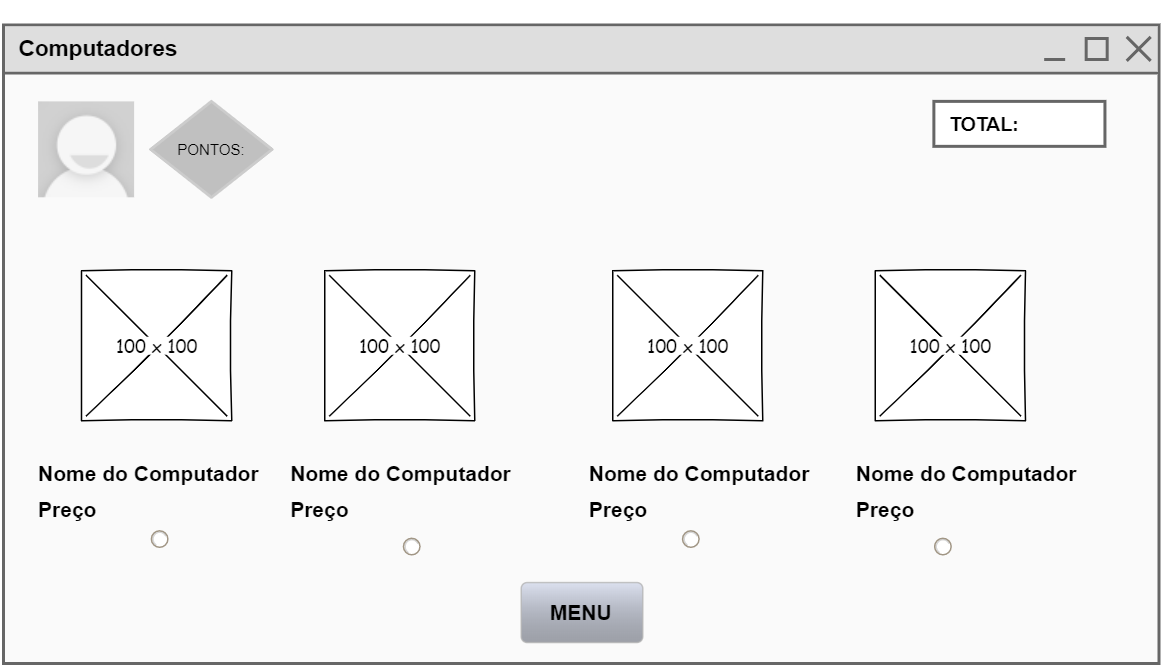 Computadores
PONTOS:
TOTAL:
100 x 100
100 x 100
100 x 100
100 x 100
Nome do Computador
Nome do Computador
Nome do Computador
Nome do Computador
Preço
Preço
Preço
Preço
MENU